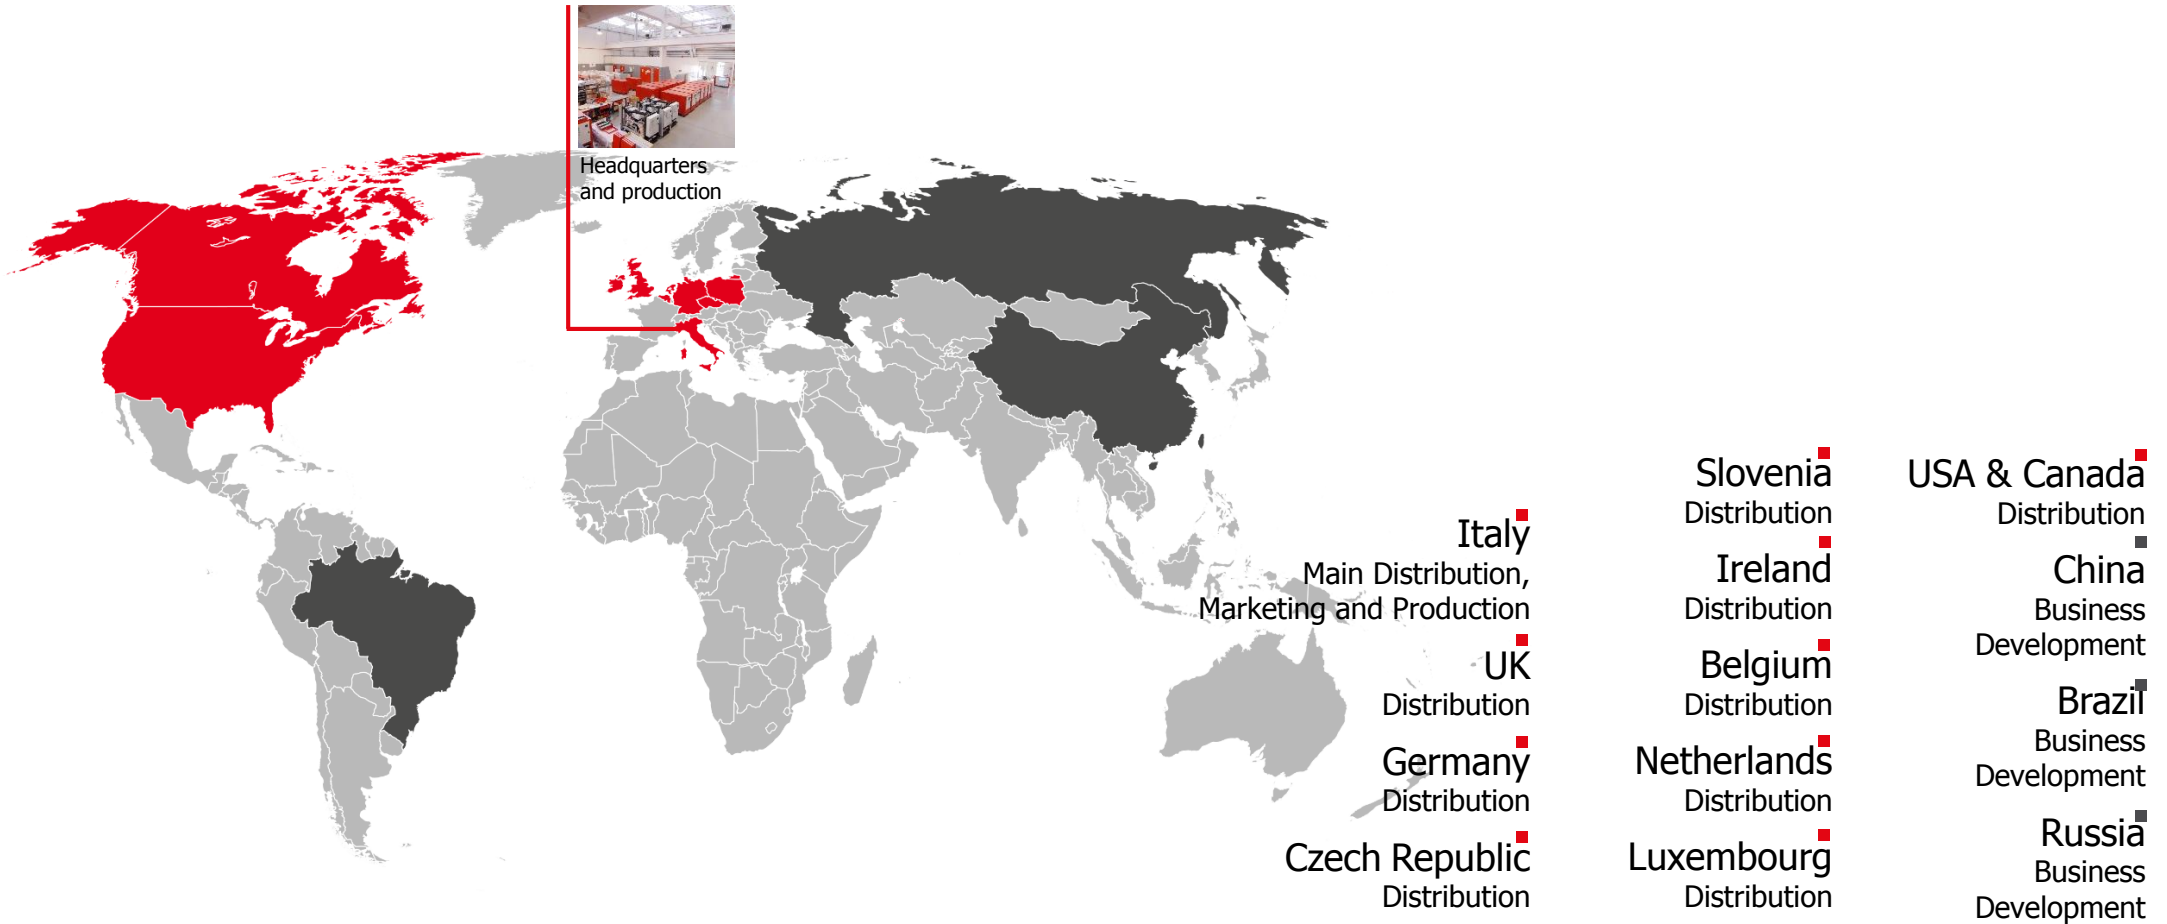 Headquarters
and production
Italy
Main Distribution,
Marketing and Production
UK
Distribution
Germany
Distribution
Czech Republic
Distribution
Slovenia
Distribution
Ireland
Distribution
Belgium
Distribution
Netherlands
Distribution
Luxembourg
Distribution
USA & Canada
Distribution
China
Business
Development
Brazil
Business
Development
Russia
Business
Development